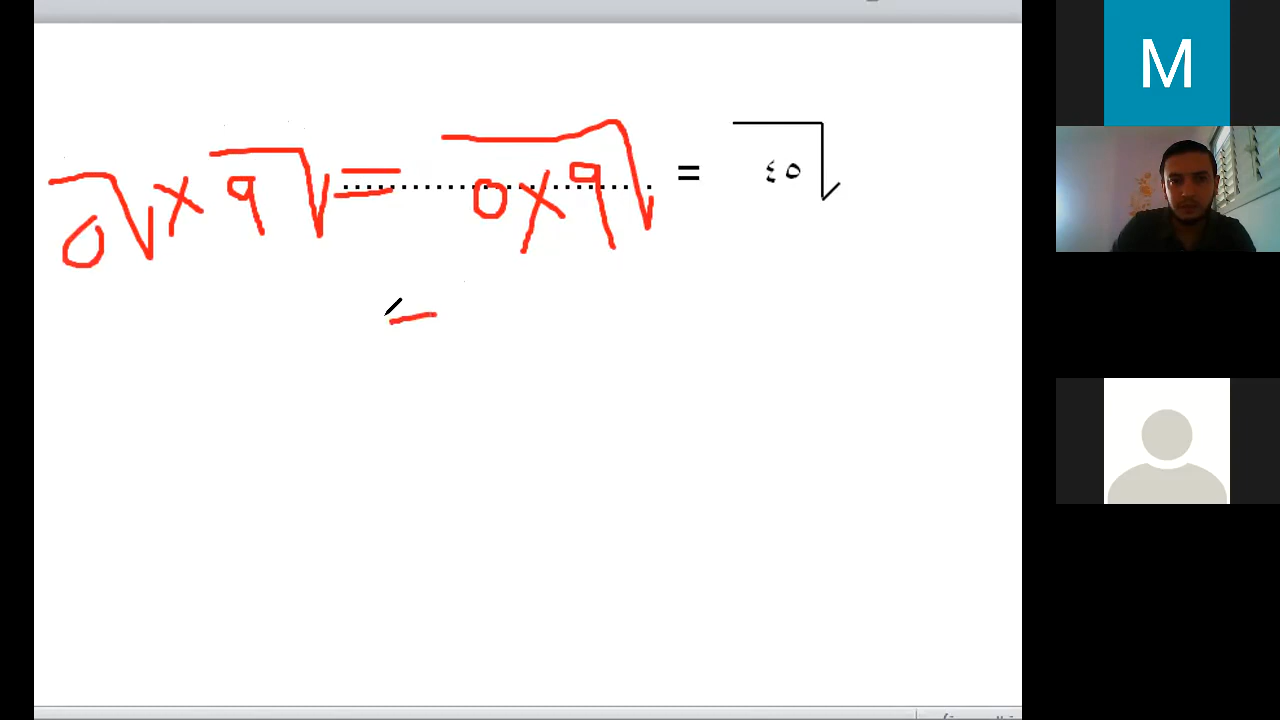 √٤٥ = √٩×٥ = √٩ × √٥
=
M